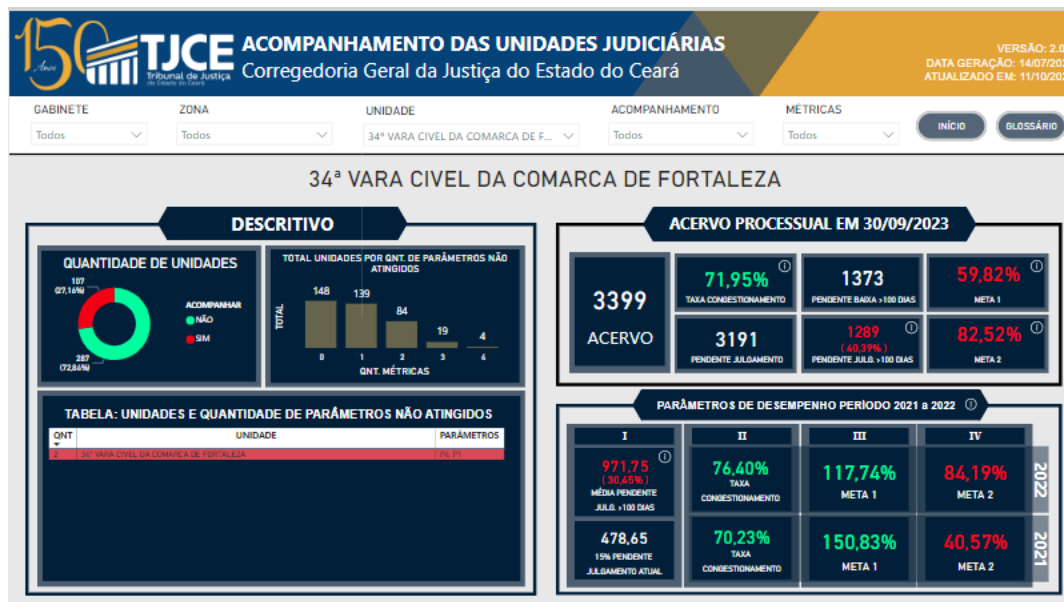 150
Anos
TJCE
Tribunal de Justiça
do Estado do Ceará
ACOMPANHAMENTO DAS UNIDADES JUDICIÁRIAS
Corregedoria Geral da Justiça do Estado do Ceará
VERSÃO: 2.0
DATA GERAÇÃO: 14/07/202
ATUALIZADO EM: 11/10/202
GABINETE
Todos
ZONA
Todos
UNIDADE
34ª VARA CIVEL DA COMARCA DE F...
ACOMPANHAMENTO
Todos
MÉTRICAS
Todos
INÍCIO
GLOSSÁRIO
34ª VARA CIVEL DA COMARCA DE FORTALEZA
DESCRITIVO
QUANTIDADE DE UNIDADES
107
(27,16%)
287
(72,84%)
ACOMPANHAR
NÃO
SIM
TOTAL UNIDADES POR QNT. DE PARÂMETROS NÃO
ATINGIDOS
TOTAL
148
139
84
19
4
0 1 2 3 4
QNT. MÉTRICAS
TABELA: UNIDADES E QUANTIDADE DE PARÂMETROS NÃO ATINGIDOS
QNT UNIDADE PARÂMETROS
2 34ª VARA CIVEL DA COMARCA DE FORTALEZA P4, P1
ACERVO PROCESSUAL EM 30/09/2023
3399
ACERVO
71,95%
TAXA CONGESTIONAMENTO
1373
PENDENTE BAIXA >100 DIAS
59,82%
META 1
3191
PENDENTE JULGAMENTO
1289
(40,39%)
PENDENTE JULG. >100 DIAS
82,52%
META 2
PARÂMETROS DE DESEMPENHO PERÍODO 2021 a 2022
I II III IV
971,75
(30,45%)
MÉDIA PENDENTE
JULG. >100 DIAS
76,40%
TAXA
CONGESTIONAMENTO
117,74%
META 1
84,19%
META 2
2022
478,65
15% PENDENTE
JULGAMENTO ATUAL
70,23%
TAXA
CONGESTIONAMENTO
150,83%
META 1
40,57%
META 2
2021